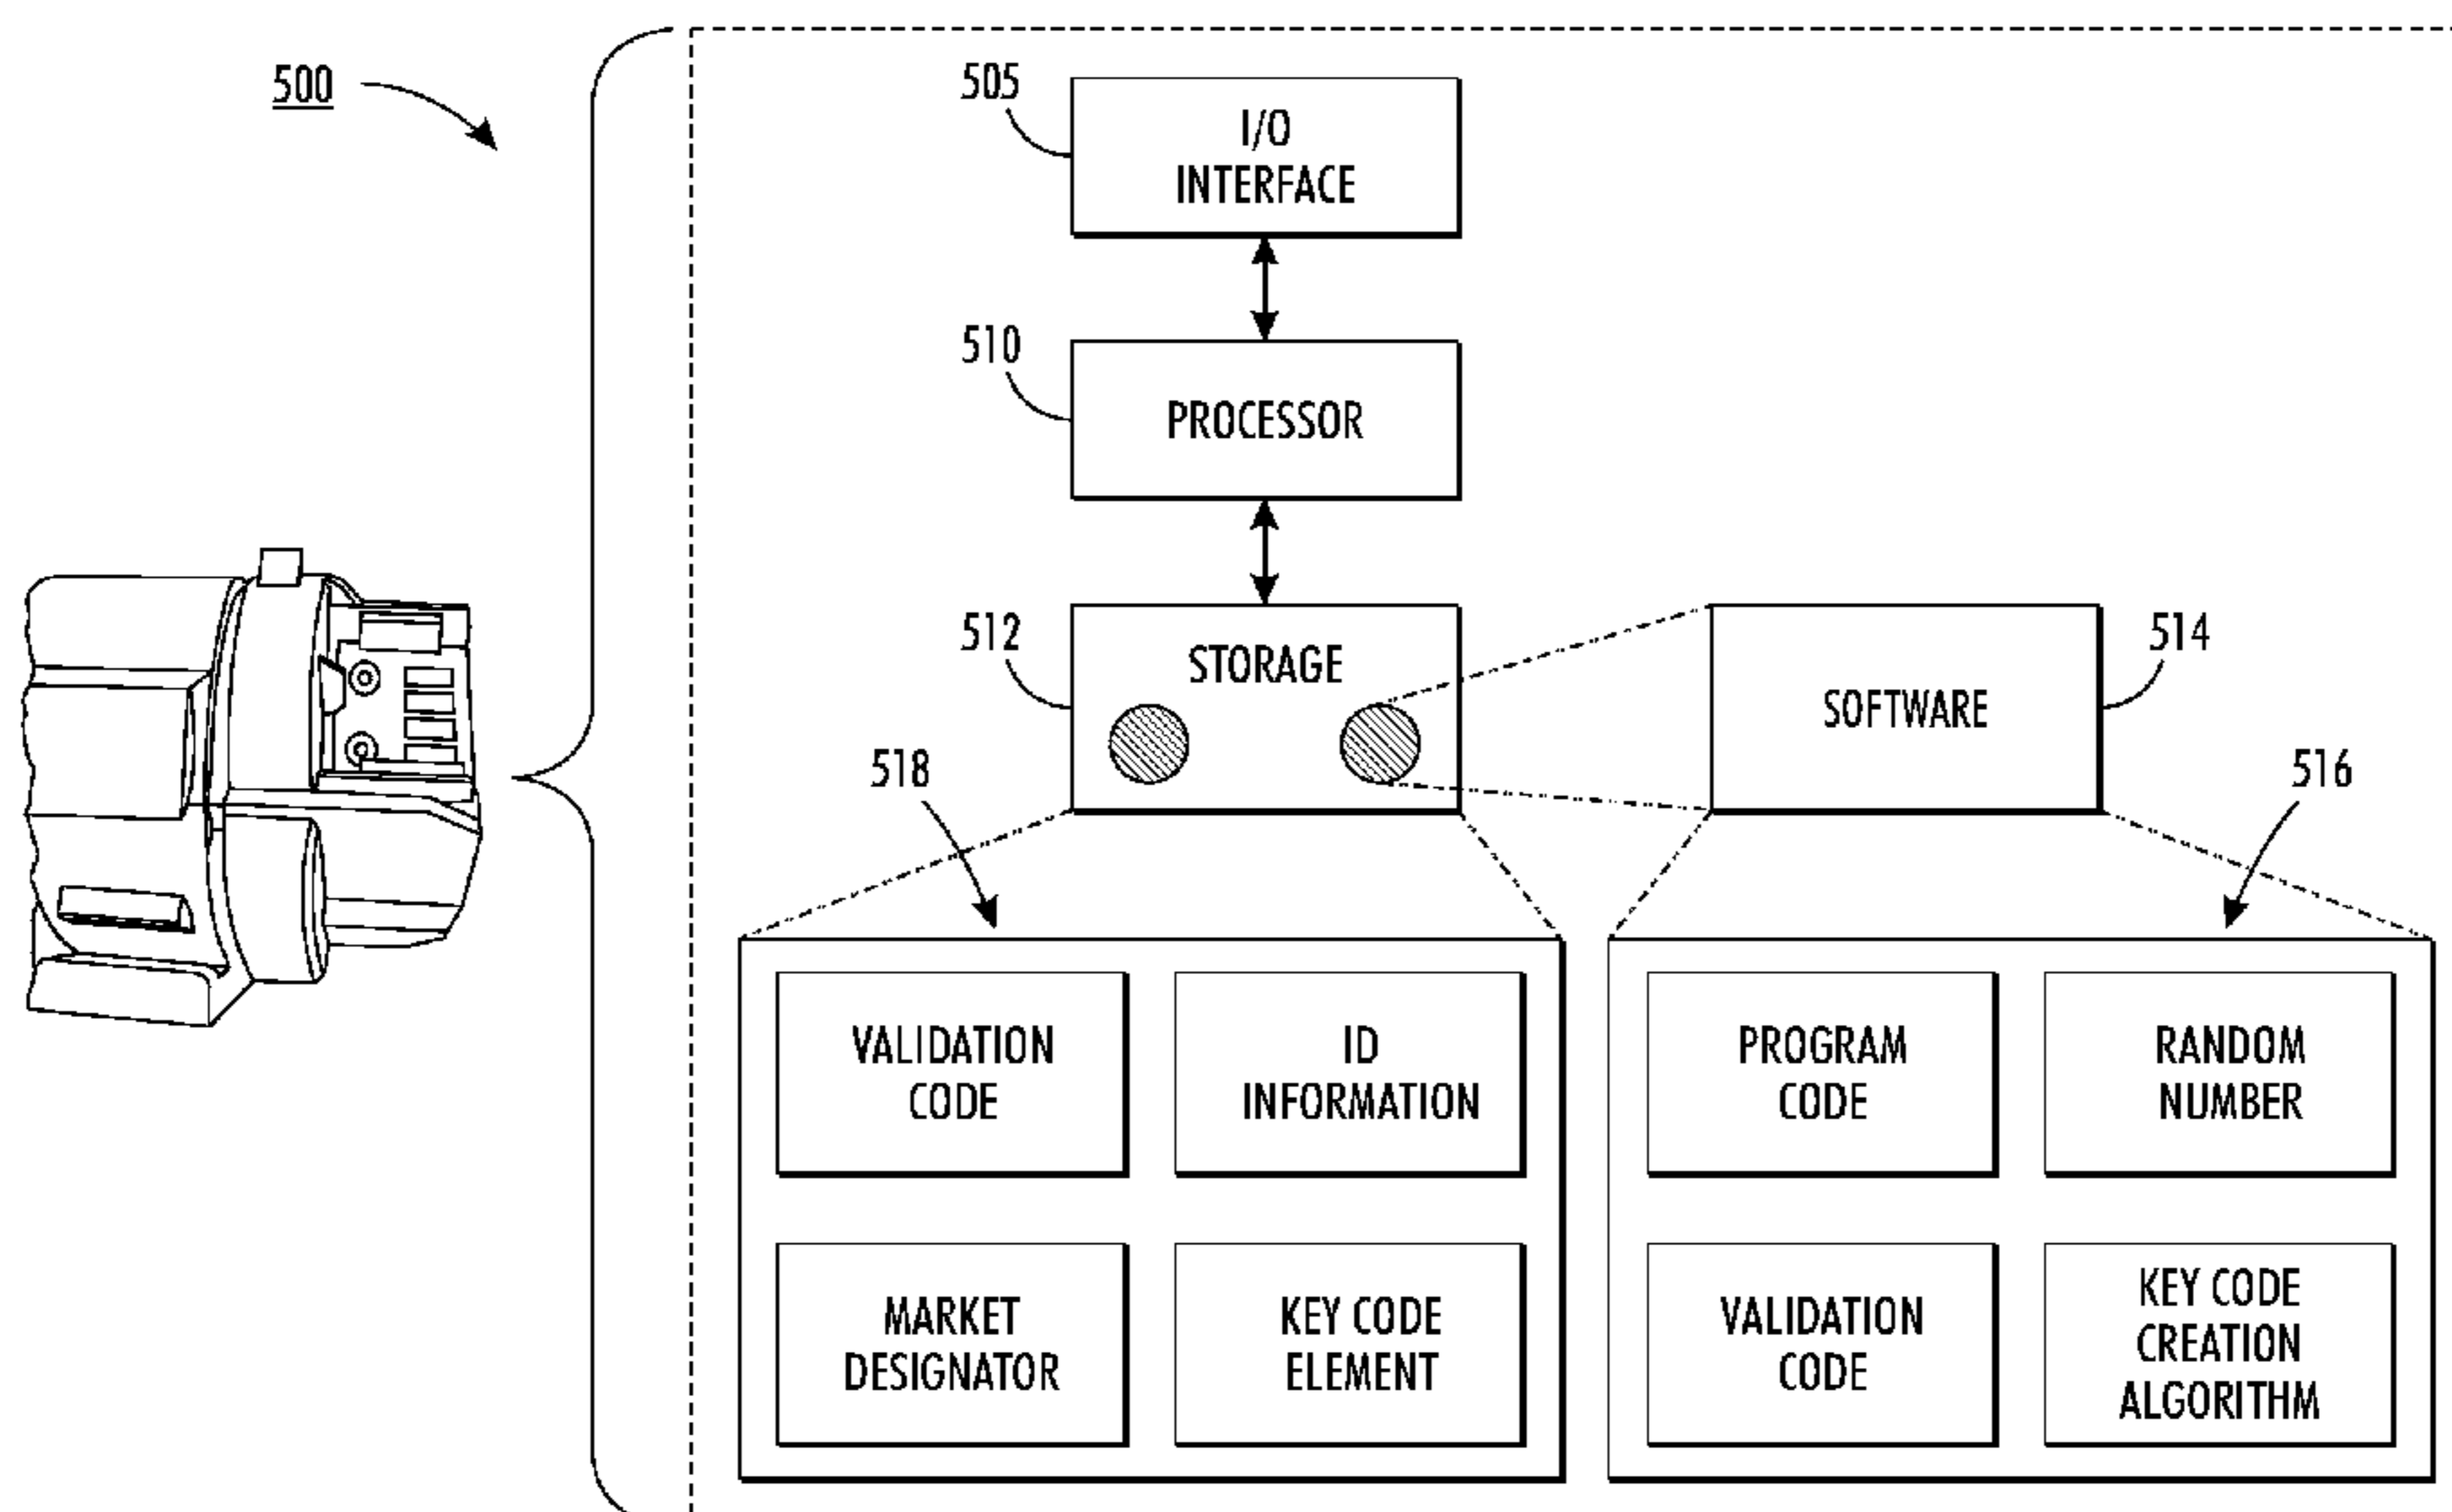 500
505
I/O
INTERFACE
510
PROCESSOR
512
STORAGE
514
SOFTWARE
518
516
VALIDATION
CODE
ID
INFORMATION
PROGRAM
CODE
RANDOM
NUMBER
MARKET
DESIGNATOR
KEY CODE
ELEMENT
VALIDATION
CODE
KEY CODE
CREATION
ALGORITHM